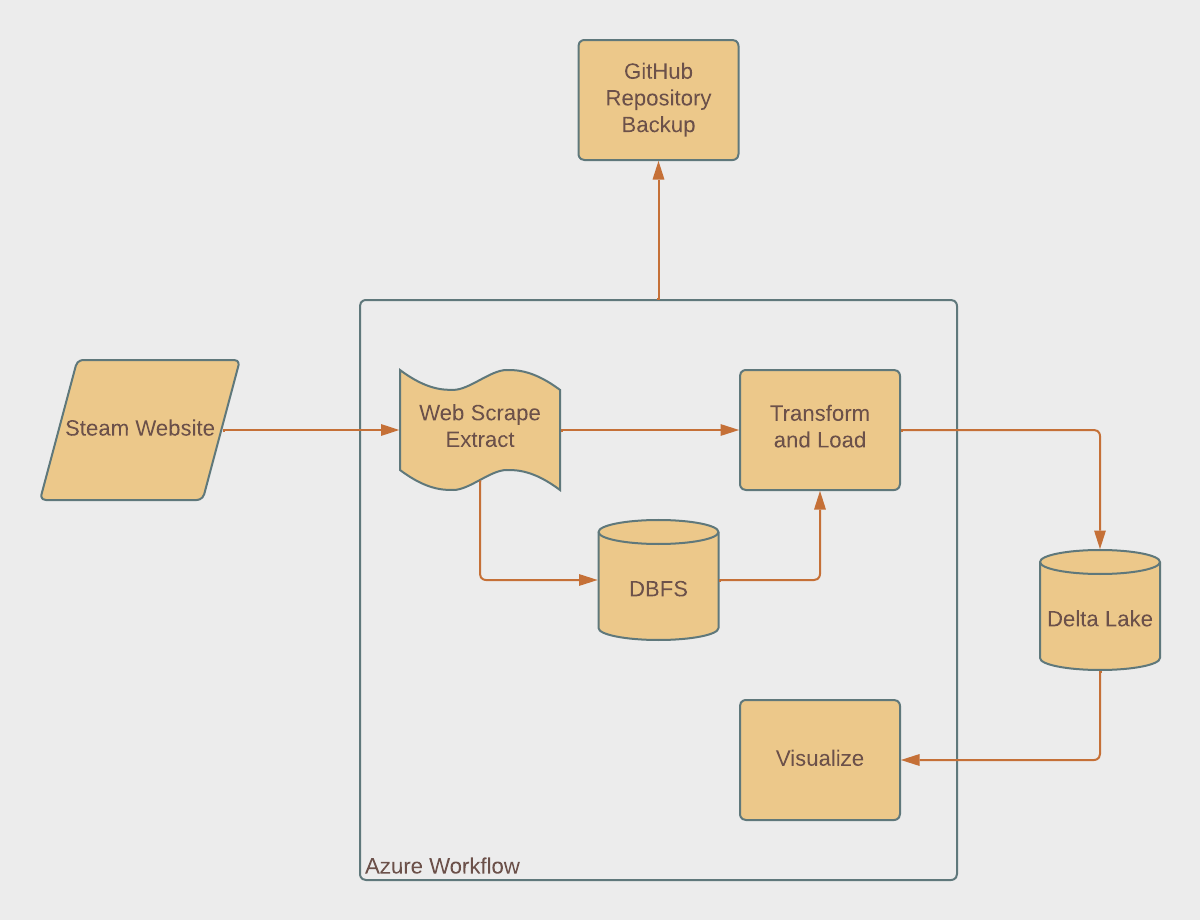 GitHub
Repository
Backup
Steam Website
Web Scrape
Extract
Transform
and Load
DBFS
Delta Lake
Visualize
Azure Workflow